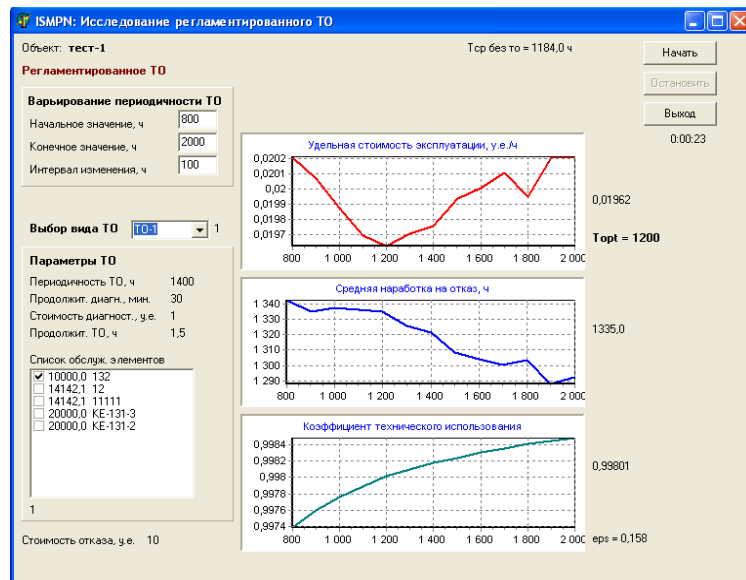 ISMPN: Исследование регламентированного ТО
Объект: тест-1
Tcp без то = 1184,0 ч
Начать
Регламентированное ТО
Остановить
Варьирование периодичности ТО
Выход
Начальное значение, ч 800
0:00:23
Конечное значение, ч 2000
Интервал изменения, ч 100
Удельная стоимость эксплуатации, у.е./ч
0,0202
0,0201
0,02
0,0199
0,0198
0,0197
800 1 000 1 200 1 400 1 600 1 800 2 000
0,01962
Topt = 1200
Выбор вида ТО ТО-1 1
Параметры ТО
Периодичность ТО, ч 1400
Продолжит. диагн., мин. 30
Стоимость диагност., у.е. 1
Продолжит. ТО, ч 1,5
Средняя наработка на отказ, ч
1 340
1 330
1 320
1 310
1 300
1 290
800 1 000 1 200 1 400 1 600 1 800 2 000
1335,0
Список обслуж. элементов
10000,0 132
14142,1 12
14142,1 11111
20000,0 КЕ-131-3
20000,0 КЕ-131-2
1
Коэффициент технического использования
0,9984
0,9982
0,998
0,9978
0,9976
0,9974
800 1 000 1 200 1 400 1 600 1 800 2 000
0,99801
Стоимость отказа, у.е. 10
eps = 0,158